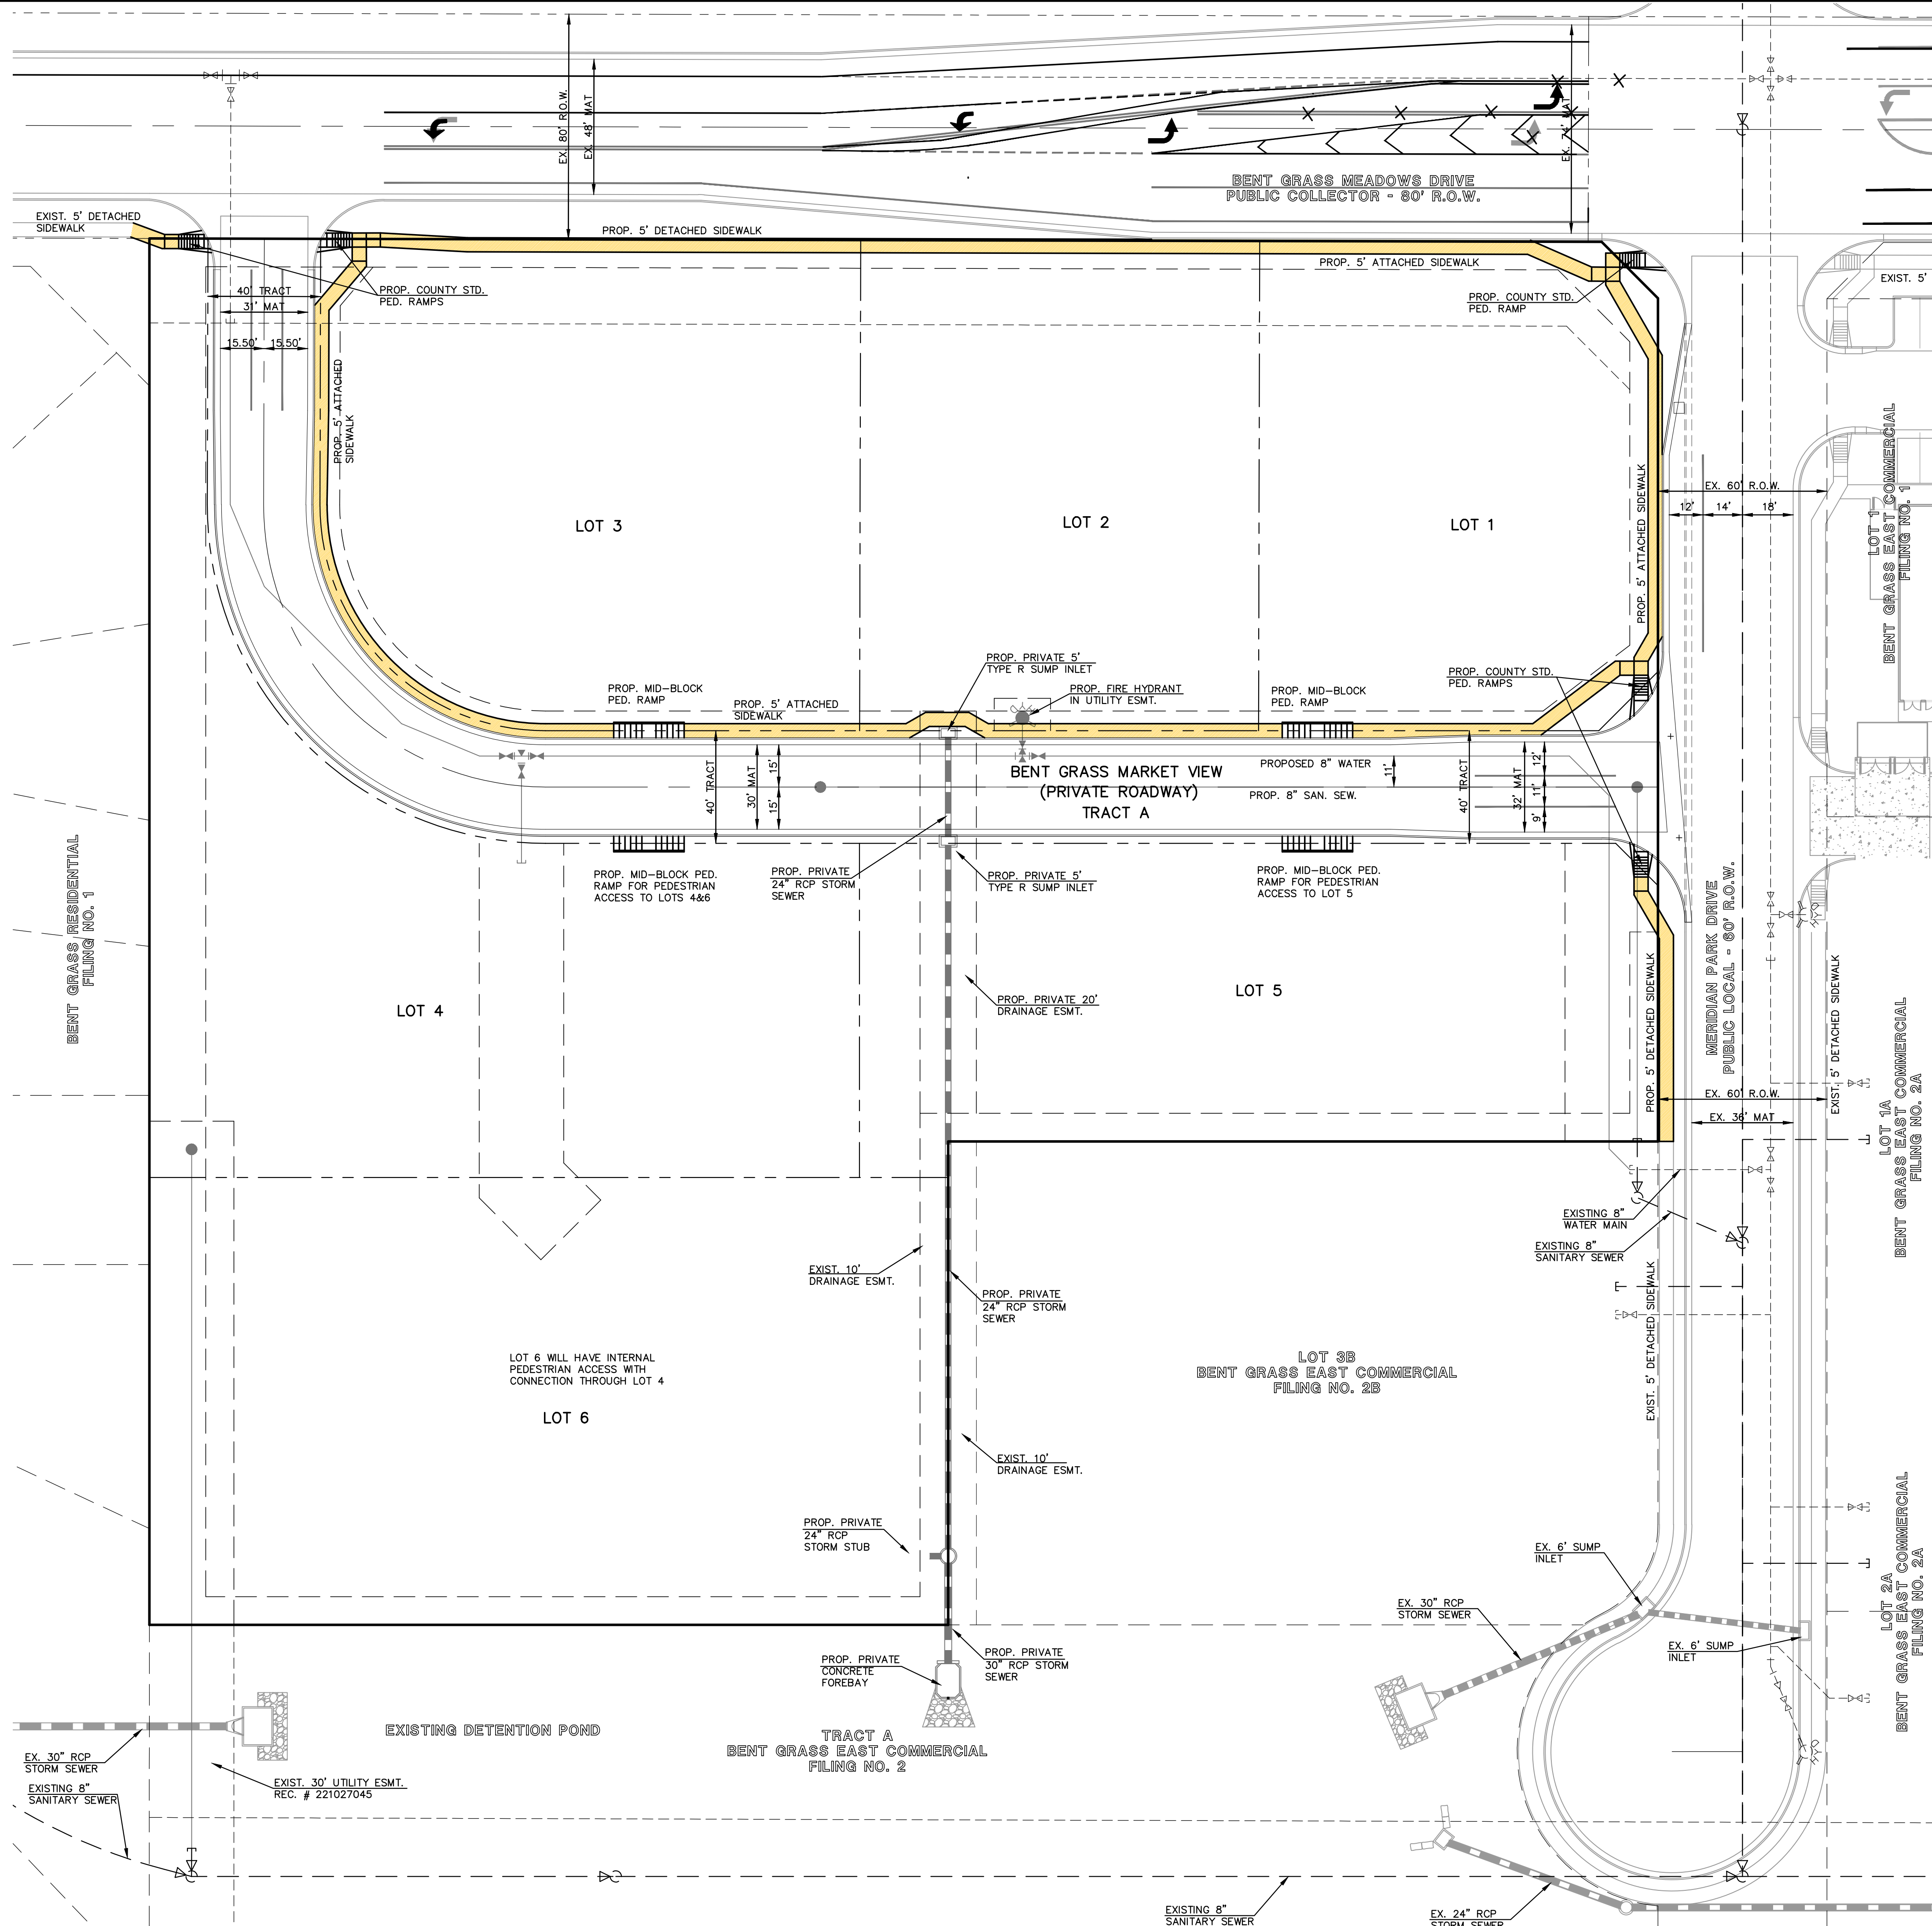 EX. 80' R.O.W.
EX. 48' MAT
EX. 74' MAT
BENT GRASS MEADOWS DRIVE
PUBLIC COLLECTOR - 80' R.O.W.
EXIST. 5' DETACHED
SIDEWALK
PROP. 5' DETACHED SIDEWALK
PROP. 5' ATTACHED SIDEWALK
EXIST. 5'
40' TRACT
31' MAT
15.50'
15.50'
PROP. COUNTY STD.
PED. RAMPS
PROP. COUNTY STD.
PED. RAMP
PROP. 5' ATTACHED
SIDEWALK
LOT 3
LOT 2
LOT 1
PROP. 5' ATTACHED SIDEWALK
EX. 60' R.O.W.
12'
14'
18'
LOT 1
BENT GRASS EAST COMMERCIAL
FILING NO. 1
PROP. PRIVATE 5'
TYPE R SUMP INLET
PROP. MID-BLOCK
PED. RAMP
PROP. 5' ATTACHED
SIDEWALK
PROP. FIRE HYDRANT
IN UTILITY ESMT.
PROP. MID-BLOCK
PED. RAMP
PROP. COUNTY STD.
PED. RAMPS
40' TRACT
30' MAT
15'
15'
BENT GRASS MARKET VIEW
(PRIVATE ROADWAY)
TRACT A
PROPOSED 8" WATER
11'
PROP. 8" SAN. SEW.
40' TRACT
32' MAT
12'
11'
9'
PROP. MID-BLOCK PED.
RAMP FOR PEDESTRIAN
ACCESS TO LOTS 4&6
PROP. PRIVATE
24" RCP STORM
SEWER
PROP. PRIVATE 5'
TYPE R SUMP INLET
PROP. MID-BLOCK PED.
RAMP FOR PEDESTRIAN
ACCESS TO LOT 5
BENT GRASS RESIDENTIAL
FILING NO. 1
MERIDIAN PARK DRIVE
PUBLIC LOCAL - 60' R.O.W.
LOT 4
PROP. PRIVATE 20'
DRAINAGE ESMT.
LOT 5
PROP. 5' DETACHED SIDEWALK
EXIST. 5' DETACHED SIDEWALK
EX. 60' R.O.W.
EX. 36' MAT
LOT 1A
BENT GRASS EAST COMMERCIAL
FILING NO. 2A
EXISTING 8"
WATER MAIN
EXISTING 8"
SANITARY SEWER
EXIST. 10'
DRAINAGE ESMT.
PROP. PRIVATE
24" RCP STORM
SEWER
EXIST. 5' DETACHED SIDEWALK
LOT 6 WILL HAVE INTERNAL
PEDESTRIAN ACCESS WITH
CONNECTION THROUGH LOT 4
LOT 6
LOT 3B
BENT GRASS EAST COMMERCIAL
FILING NO. 2B
EXIST. 10'
DRAINAGE ESMT.
PROP. PRIVATE
24" RCP
STORM STUB
EX. 6' SUMP
INLET
EX. 30" RCP
STORM SEWER
EX. 6' SUMP
INLET
LOT 2A
BENT GRASS EAST COMMERCIAL
FILING NO. 2A
PROP. PRIVATE
CONCRETE
FOREBAY
PROP. PRIVATE
30" RCP STORM
SEWER
EXISTING DETENTION POND
TRACT A
BENT GRASS EAST COMMERCIAL
FILING NO. 2
EX. 30" RCP
STORM SEWER
EXISTING 8"
SANITARY SEWER
EXIST. 30' UTILITY ESMT.
REC. # 221027045
EXISTING 8"
SANITARY SEWER
EX. 24" RCP
STORM SEWER